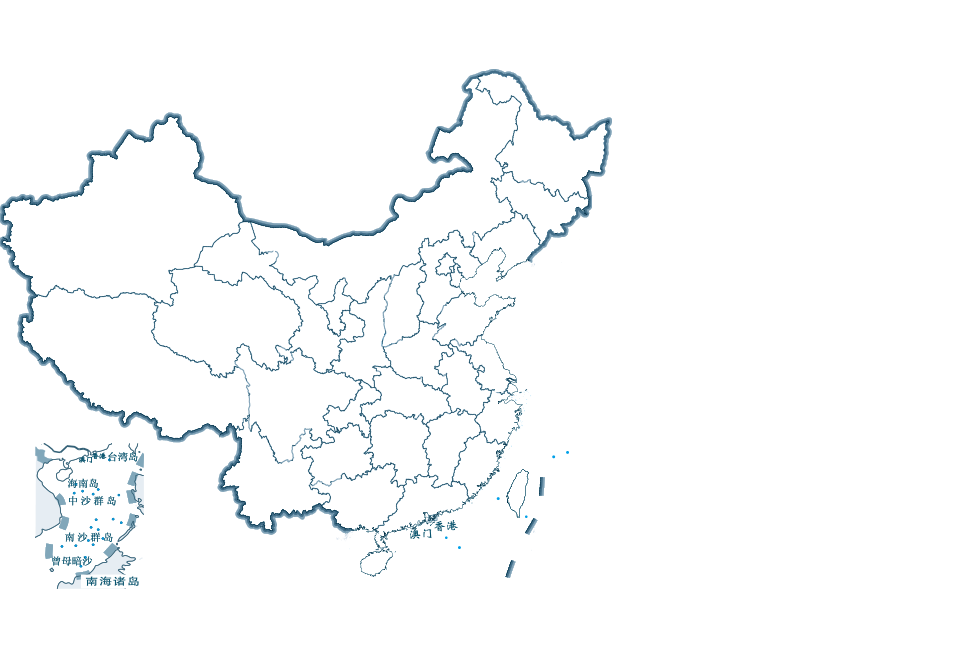 澳门 香港 台湾岛
海南岛
中沙群岛
南沙群岛
曾母暗沙
南海诸岛
澳门 香港